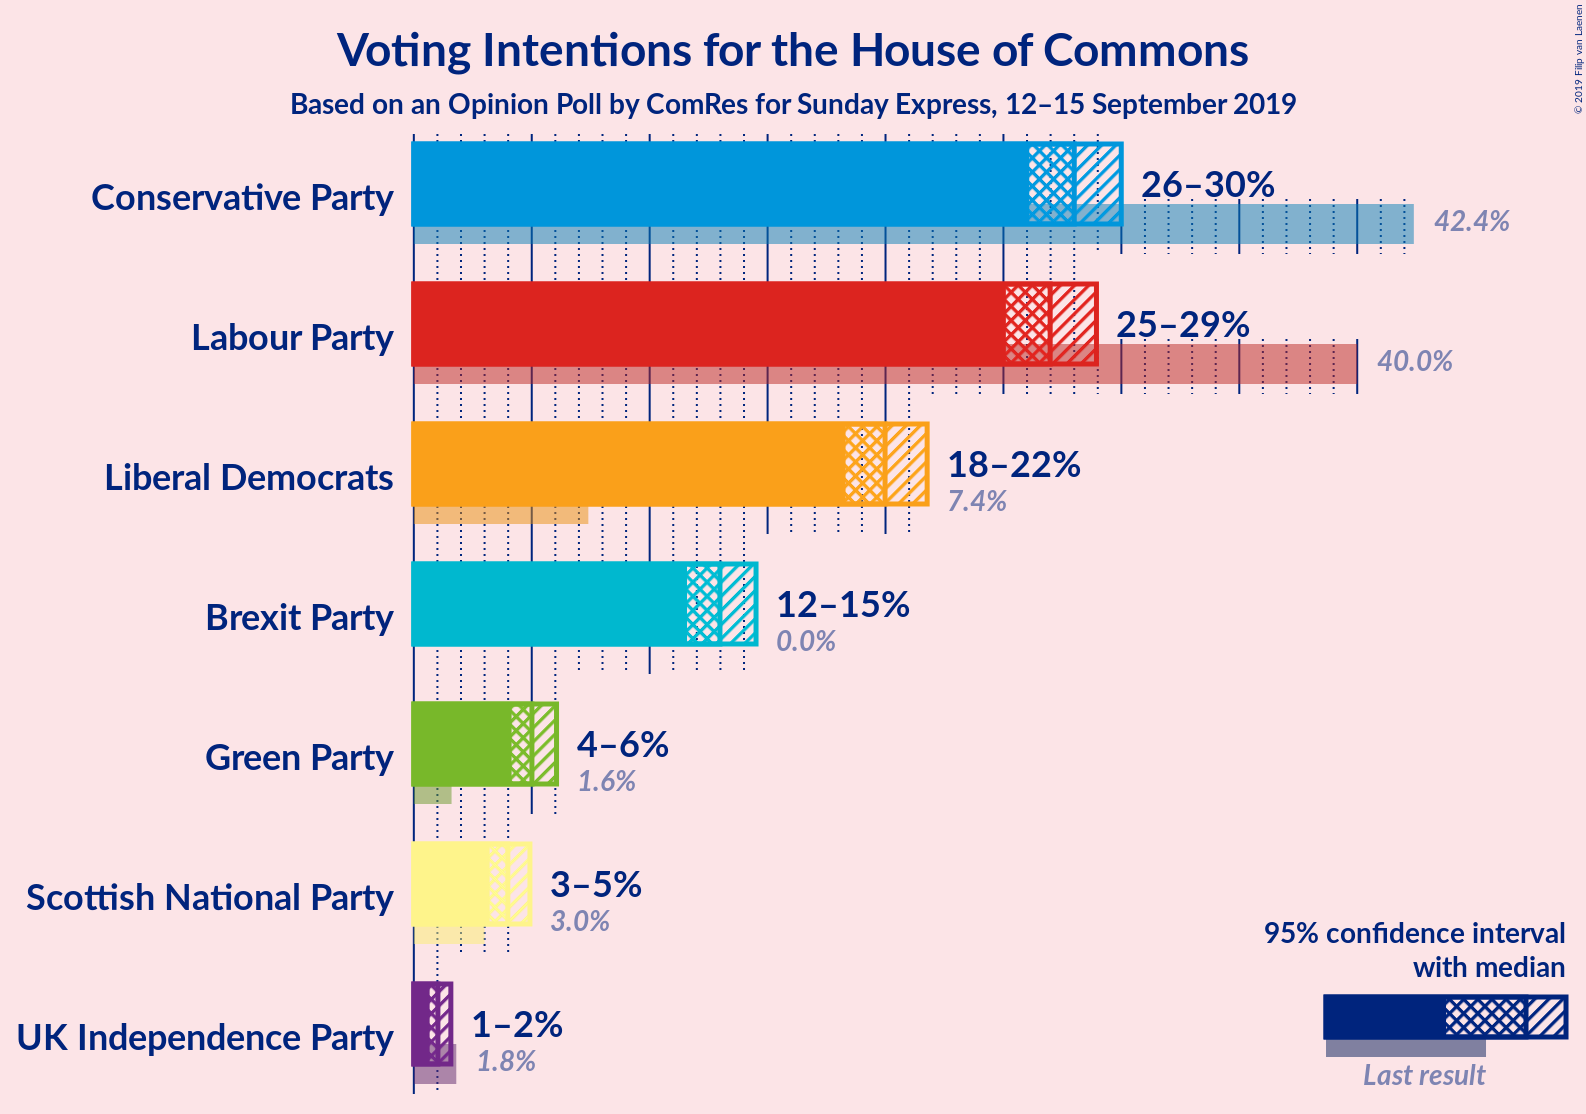 Voting Intentions for the House of Commons
Based on an Opinion Poll by ComRes for Sunday Express, 12–15 September 2019
© 2019 Filip van Laenen
Conservative Party
26–30%
42.4%
Labour Party
25–29%
40.0%
Liberal Democrats
18–22%
7.4%
Brexit Party
12–15%
0.0%
Green Party
4–6%
1.6%
Scottish National Party
3–5%
3.0%
UK Independence Party
1–2%
1.8%
95% confidence interval
with median
Last result